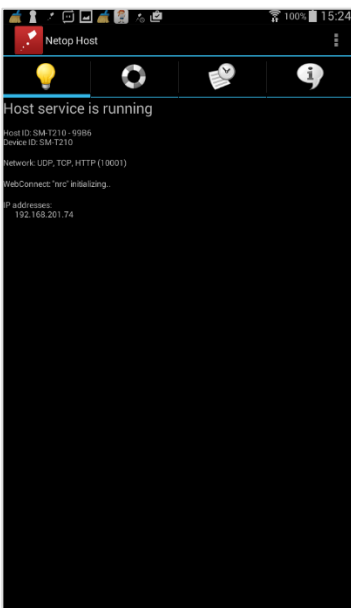 100% 15:24
Netop Host
Host service is running
Host ID: SM-T210 - 9986
Device ID: SM-T210
Network: UDP, TCP, HTTP (10001)
WebConnect: "nrc" initializing..
IP addresses:
192.168.201.74